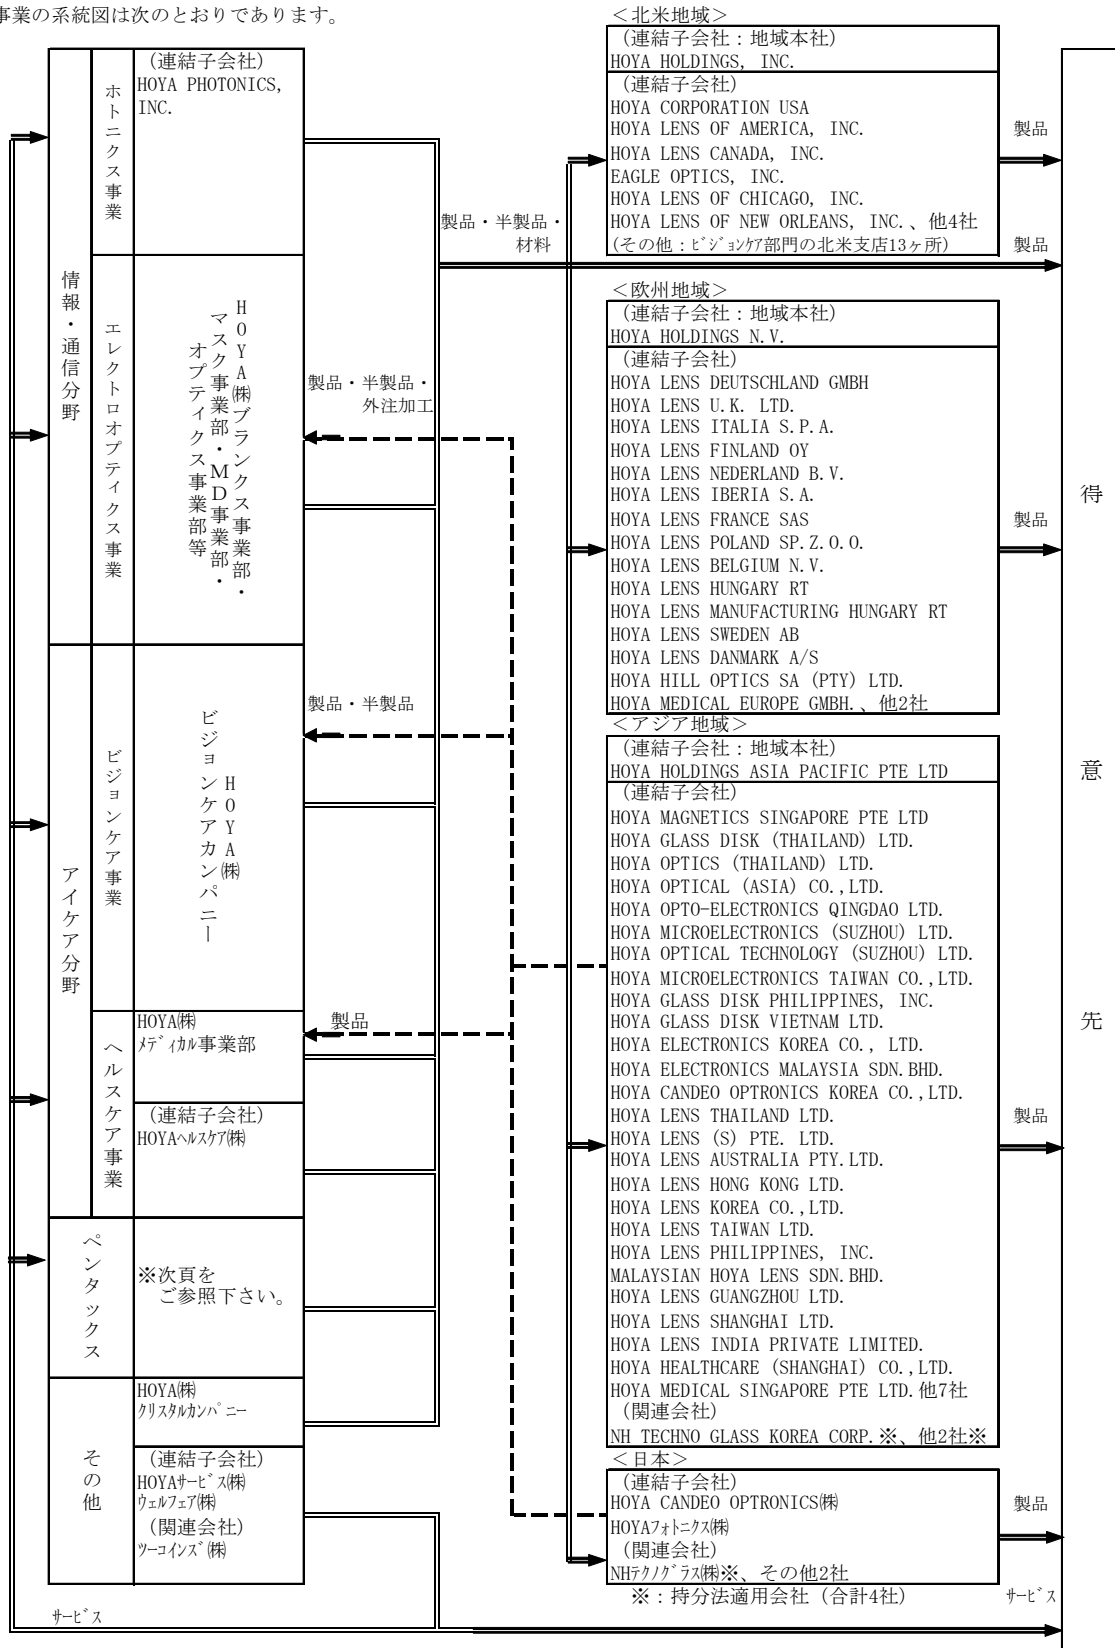 事業の系統図は次のとおりであります。
情報・通信分野
ホトニクス事業
(連結子会社)
HOYA PHOTONICS,
INC.
エレクトロオプティクス事業
HOYA㈱ブランクス事業部・
マスク事業部・MD事業部・
オプティクス事業部等
アイケア分野
ビジョンケア事業
HOYA㈱
ビジョンケアカンパニー
ヘルスケア事業
HOYA㈱
メディカル事業部
(連結子会社)
HOYAヘルスケア㈱
ペンタックス
※次頁を
ご参照下さい。
その他
HOYA㈱
クリスタルカンパニー
(連結子会社)
HOYAサービス㈱
ウェルフェア㈱
(関連会社)
ツーコインズ㈱
サービス
製品・半製品・
外注加工
製品・半製品
製品
製品・半製品・
材料
<北米地域>
(連結子会社:地域本社)
HOYA HOLDINGS, INC.
(連結子会社)
HOYA CORPORATION USA
HOYA LENS OF AMERICA, INC.
HOYA LENS CANADA, INC.
EAGLE OPTICS, INC.
HOYA LENS OF CHICAGO, INC.
HOYA LENS OF NEW ORLEANS, INC.、他4社
(その他:ビジョンケア部門の北米支店13ヶ所)
製品
製品
<欧州地域>
(連結子会社:地域本社)
HOYA HOLDINGS N.V.
(連結子会社)
HOYA LENS DEUTSCHLAND GMBH
HOYA LENS U.K. LTD.
HOYA LENS ITALIA S.P.A.
HOYA LENS FINLAND OY
HOYA LENS NEDERLAND B.V.
HOYA LENS IBERIA S.A.
HOYA LENS FRANCE SAS
HOYA LENS POLAND SP.Z.O.O.
HOYA LENS BELGIUM N.V.
HOYA LENS HUNGARY RT
HOYA LENS MANUFACTURING HUNGARY RT
HOYA LENS SWEDEN AB
HOYA LENS DANMARK A/S
HOYA HILL OPTICS SA (PTY) LTD.
HOYA MEDICAL EUROPE GMBH.、他2社
製品
<アジア地域>
(連結子会社:地域本社)
HOYA HOLDINGS ASIA PACIFIC PTE LTD
(連結子会社)
HOYA MAGNETICS SINGAPORE PTE LTD
HOYA GLASS DISK (THAILAND) LTD.
HOYA OPTICS (THAILAND) LTD.
HOYA OPTICAL (ASIA) CO.,LTD.
HOYA OPTO-ELECTRONICS QINGDAO LTD.
HOYA MICROELECTRONICS (SUZHOU) LTD.
HOYA OPTICAL TECHNOLOGY (SUZHOU) LTD.
HOYA MICROELECTRONICS TAIWAN CO.,LTD.
HOYA GLASS DISK PHILIPPINES, INC.
HOYA GLASS DISK VIETNAM LTD.
HOYA ELECTRONICS KOREA CO., LTD.
HOYA ELECTRONICS MALAYSIA SDN.BHD.
HOYA CANDEO OPTRONICS KOREA CO.,LTD.
HOYA LENS THAILAND LTD.
HOYA LENS (S) PTE. LTD.
HOYA LENS AUSTRALIA PTY.LTD.
HOYA LENS HONG KONG LTD.
HOYA LENS KOREA CO.,LTD.
HOYA LENS TAIWAN LTD.
HOYA LENS PHILIPPINES, INC.
MALAYSIAN HOYA LENS SDN.BHD.
HOYA LENS GUANGZHOU LTD.
HOYA LENS SHANGHAI LTD.
HOYA LENS INDIA PRIVATE LIMITED.
HOYA HEALTHCARE (SHANGHAI) CO.,LTD.
HOYA MEDICAL SINGAPORE PTE LTD.他7社
(関連会社)
NH TECHNO GLASS KOREA CORP.※、他2社※
製品
<日本>
(連結子会社)
HOYA CANDEO OPTRONICS㈱
HOYAフォトニクス㈱
(関連会社)
NHテクノグラス㈱※、その他2社
※:持分法適用会社(合計4社)
製品
サービス
得意先